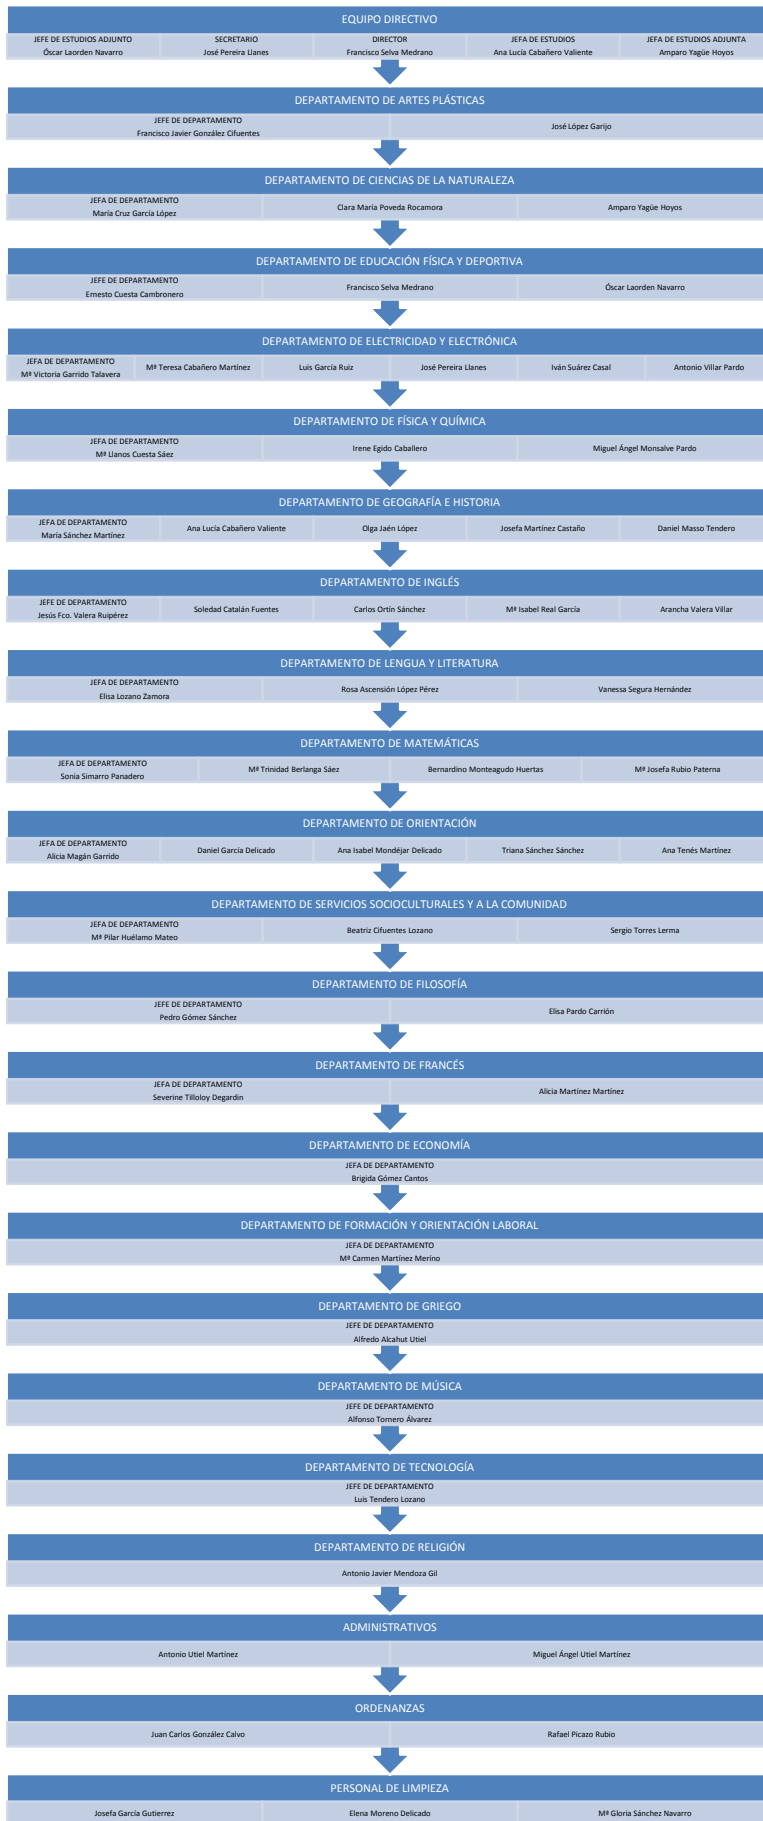 EQUIPO DIRECTIVO
JEFE DE ESTUDIOS ADJUNTO
Óscar Laorden Navarro
SECRETARIO
José Pereira Llanes
DIRECTOR
Francisco Selva Medrano
JEFA DE ESTUDIOS
Ana Lucía Cabañero Valiente
JEFA DE ESTUDIOS ADJUNTA
Amparo Yagüe Hoyos
DEPARTAMENTO DE ARTES PLÁSTICAS
JEFE DE DEPARTAMENTO
Francisco Javier González Cifuentes
José López Garijo
DEPARTAMENTO DE CIENCIAS DE LA NATURALEZA
JEFA DE DEPARTAMENTO
María Cruz García López
Clara María Poveda Rocamora
Amparo Yagüe Hoyos
DEPARTAMENTO DE EDUCACIÓN FÍSICA Y DEPORTIVA
JEFE DE DEPARTAMENTO
Ernesto Cuesta Cambronero
Francisco Selva Medrano
Óscar Laorden Navarro
DEPARTAMENTO DE ELECTRICIDAD Y ELECTRÓNICA
JEFA DE DEPARTAMENTO
Mª Victoria Garrido Talavera
Mª Teresa Cabañero Martínez
Luis García Ruiz
José Pereira Llanes
Iván Suárez Casal
Antonio Villar Pardo
DEPARTAMENTO DE FÍSICA Y QUÍMICA
JEFA DE DEPARTAMENTO
Mª Llanos Cuesta Sáez
Irene Egido Caballero
Miguel Ángel Monsalve Pardo
DEPARTAMENTO DE GEOGRAFÍA E HISTORIA
JEFA DE DEPARTAMENTO
María Sánchez Martínez
Ana Lucía Cabañero Valiente
Olga Jaén López
Josefa Martínez Castaño
Daniel Masso Tendero
DEPARTAMENTO DE INGLÉS
JEFE DE DEPARTAMENTO
Jesús Fco. Valera Ruipérez
Soledad Catalán Fuentes
Carlos Ortín Sánchez
Mª Isabel Real García
Arancha Valera Villar
DEPARTAMENTO DE LENGUA Y LITERATURA
JEFA DE DEPARTAMENTO
Elisa Lozano Zamora
Rosa Ascensión López Pérez
Vanessa Segura Hernández
DEPARTAMENTO DE MATEMÁTICAS
JEFA DE DEPARTAMENTO
Sonia Simarro Panadero
Mª Trinidad Berlanga Sáez
Bernardino Monteagudo Huertas
Mª Josefa Rubio Paterna
DEPARTAMENTO DE ORIENTACIÓN
JEFA DE DEPARTAMENTO
Alicia Magán Garrido
Daniel García Delicado
Ana Isabel Mondéjar Delicado
Triana Sánchez Sánchez
Ana Tenés Martínez
DEPARTAMENTO DE SERVICIOS SOCIOCULTURALES Y A LA COMUNIDAD
JEFA DE DEPARTAMENTO
Mª Pilar Huélamo Mateo
Beatriz Cifuentes Lozano
Sergio Torres Lerma
DEPARTAMENTO DE FILOSOFÍA
JEFE DE DEPARTAMENTO
Pedro Gómez Sánchez
Elisa Pardo Carrión
DEPARTAMENTO DE FRANCÉS
JEFA DE DEPARTAMENTO
Severine Tilloloy Degardin
Alicia Martínez Martínez
DEPARTAMENTO DE ECONOMÍA
JEFA DE DEPARTAMENTO
Brigida Gómez Cantos
DEPARTAMENTO DE FORMACIÓN Y ORIENTACIÓN LABORAL
JEFA DE DEPARTAMENTO
Mª Carmen Martínez Merino
DEPARTAMENTO DE GRIEGO
JEFE DE DEPARTAMENTO
Alfredo Alcahut Utiel
DEPARTAMENTO DE MÚSICA
JEFE DE DEPARTAMENTO
Alfonso Tornero Álvarez
DEPARTAMENTO DE TECNOLOGÍA
JEFE DE DEPARTAMENTO
Luis Tendero Lozano
DEPARTAMENTO DE RELIGIÓN
Antonio Javier Mendoza Gil
ADMINISTRATIVOS
Antonio Utiel Martínez
Miguel Ángel Utiel Martínez
ORDENANZAS
Juan Carlos González Calvo
Rafael Picazo Rubio
PERSONAL DE LIMPIEZA
Josefa García Gutierrez
Elena Moreno Delicado
Mª Gloria Sánchez Navarro